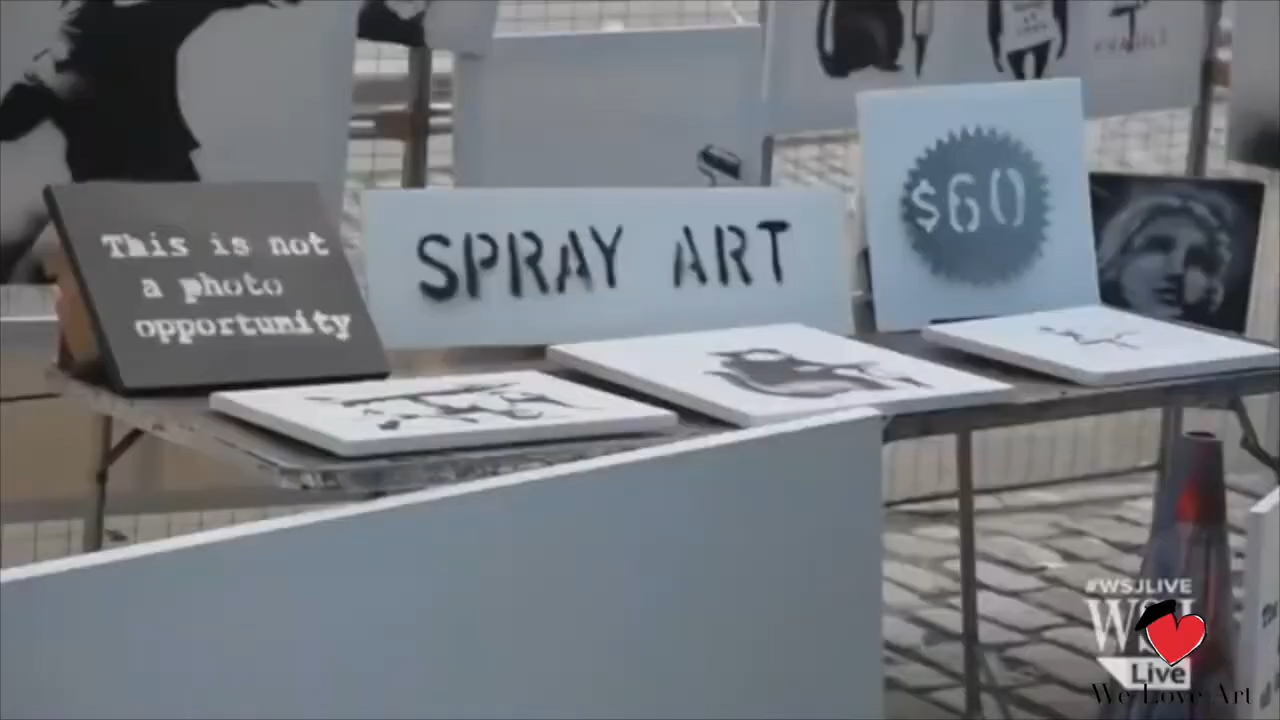 This is not
a photo
opportunity
SPRAY ART
$60
#WSJLIVE
WSJ
Live
We Love Art